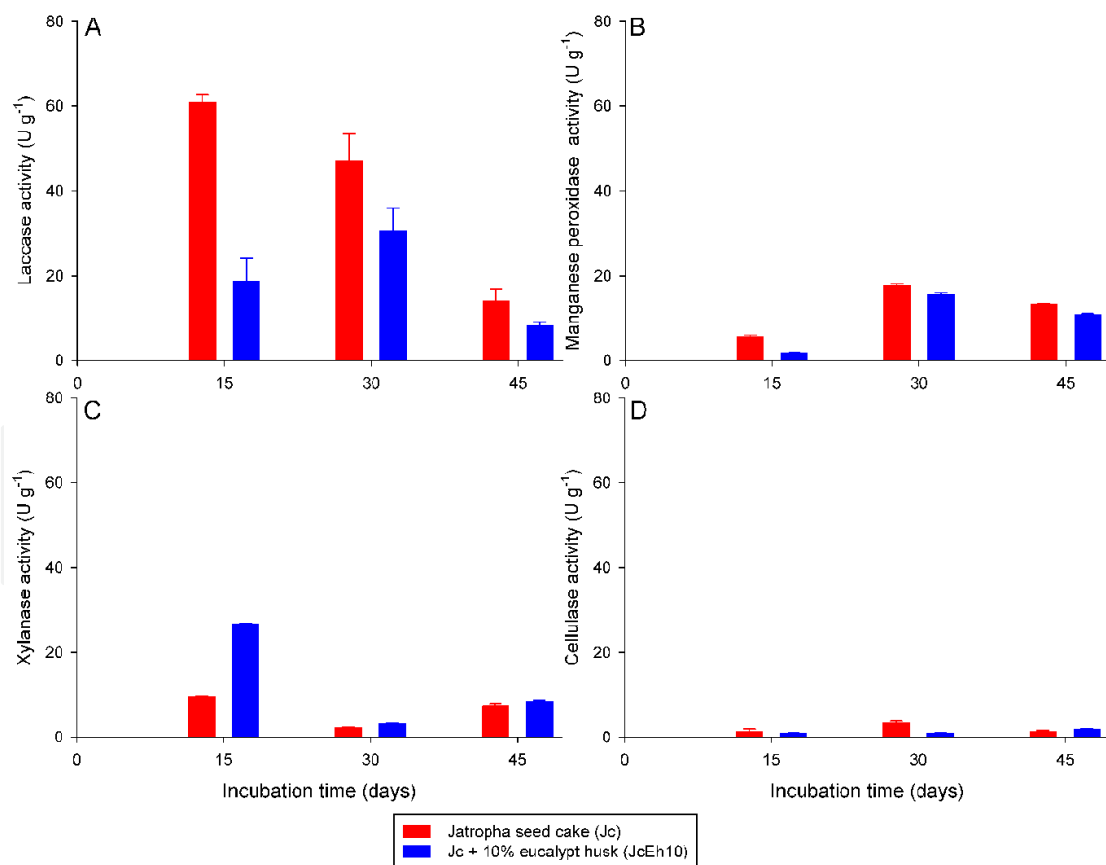 A
Laccase activity (U g⁻¹)
80
60
40
20
0
0 15 30 45
B
Manganese peroxidase activity (U g⁻¹)
80
60
40
20
0
0 15 30 45
C
Xylanase activity (U g⁻¹)
80
60
40
20
0
0 15 30 45
Incubation time (days)
D
Cellulase activity (U g⁻¹)
80
60
40
20
0
0 15 30 45
Incubation time (days)
Jatropha seed cake (Jc)
Jc + 10% eucalypt husk (JcEh10)